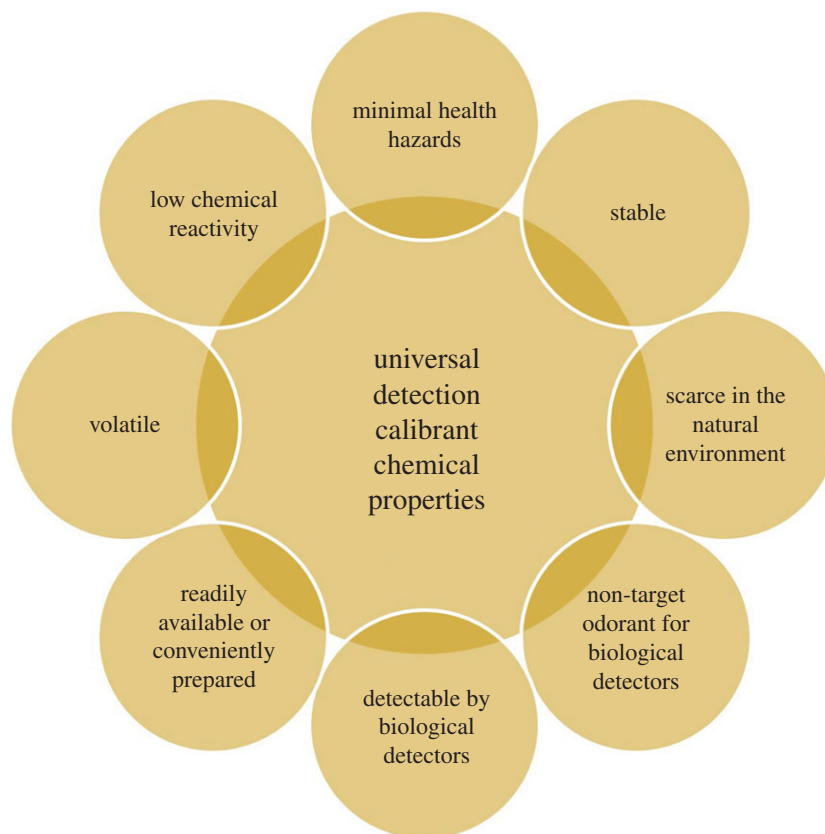 minimal health
hazards
stable
scarce in the
natural
environment
non-target
odorant for
biological
detectors
detectable by
biological
detectors
readily
available or
conveniently
prepared
volatile
low chemical
reactivity
universal
detection
calibrant
chemical
properties